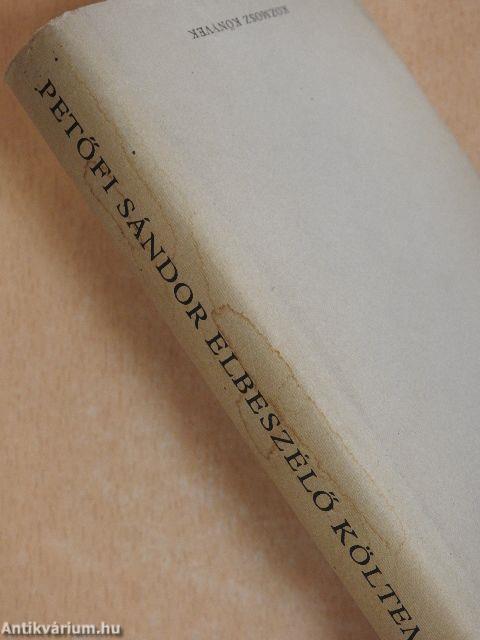 KOZMOSZ KÖNYVEK
PETŐFI SÁNDOR ELBESZÉLŐ KÖLTEM
Antikvárium.hu